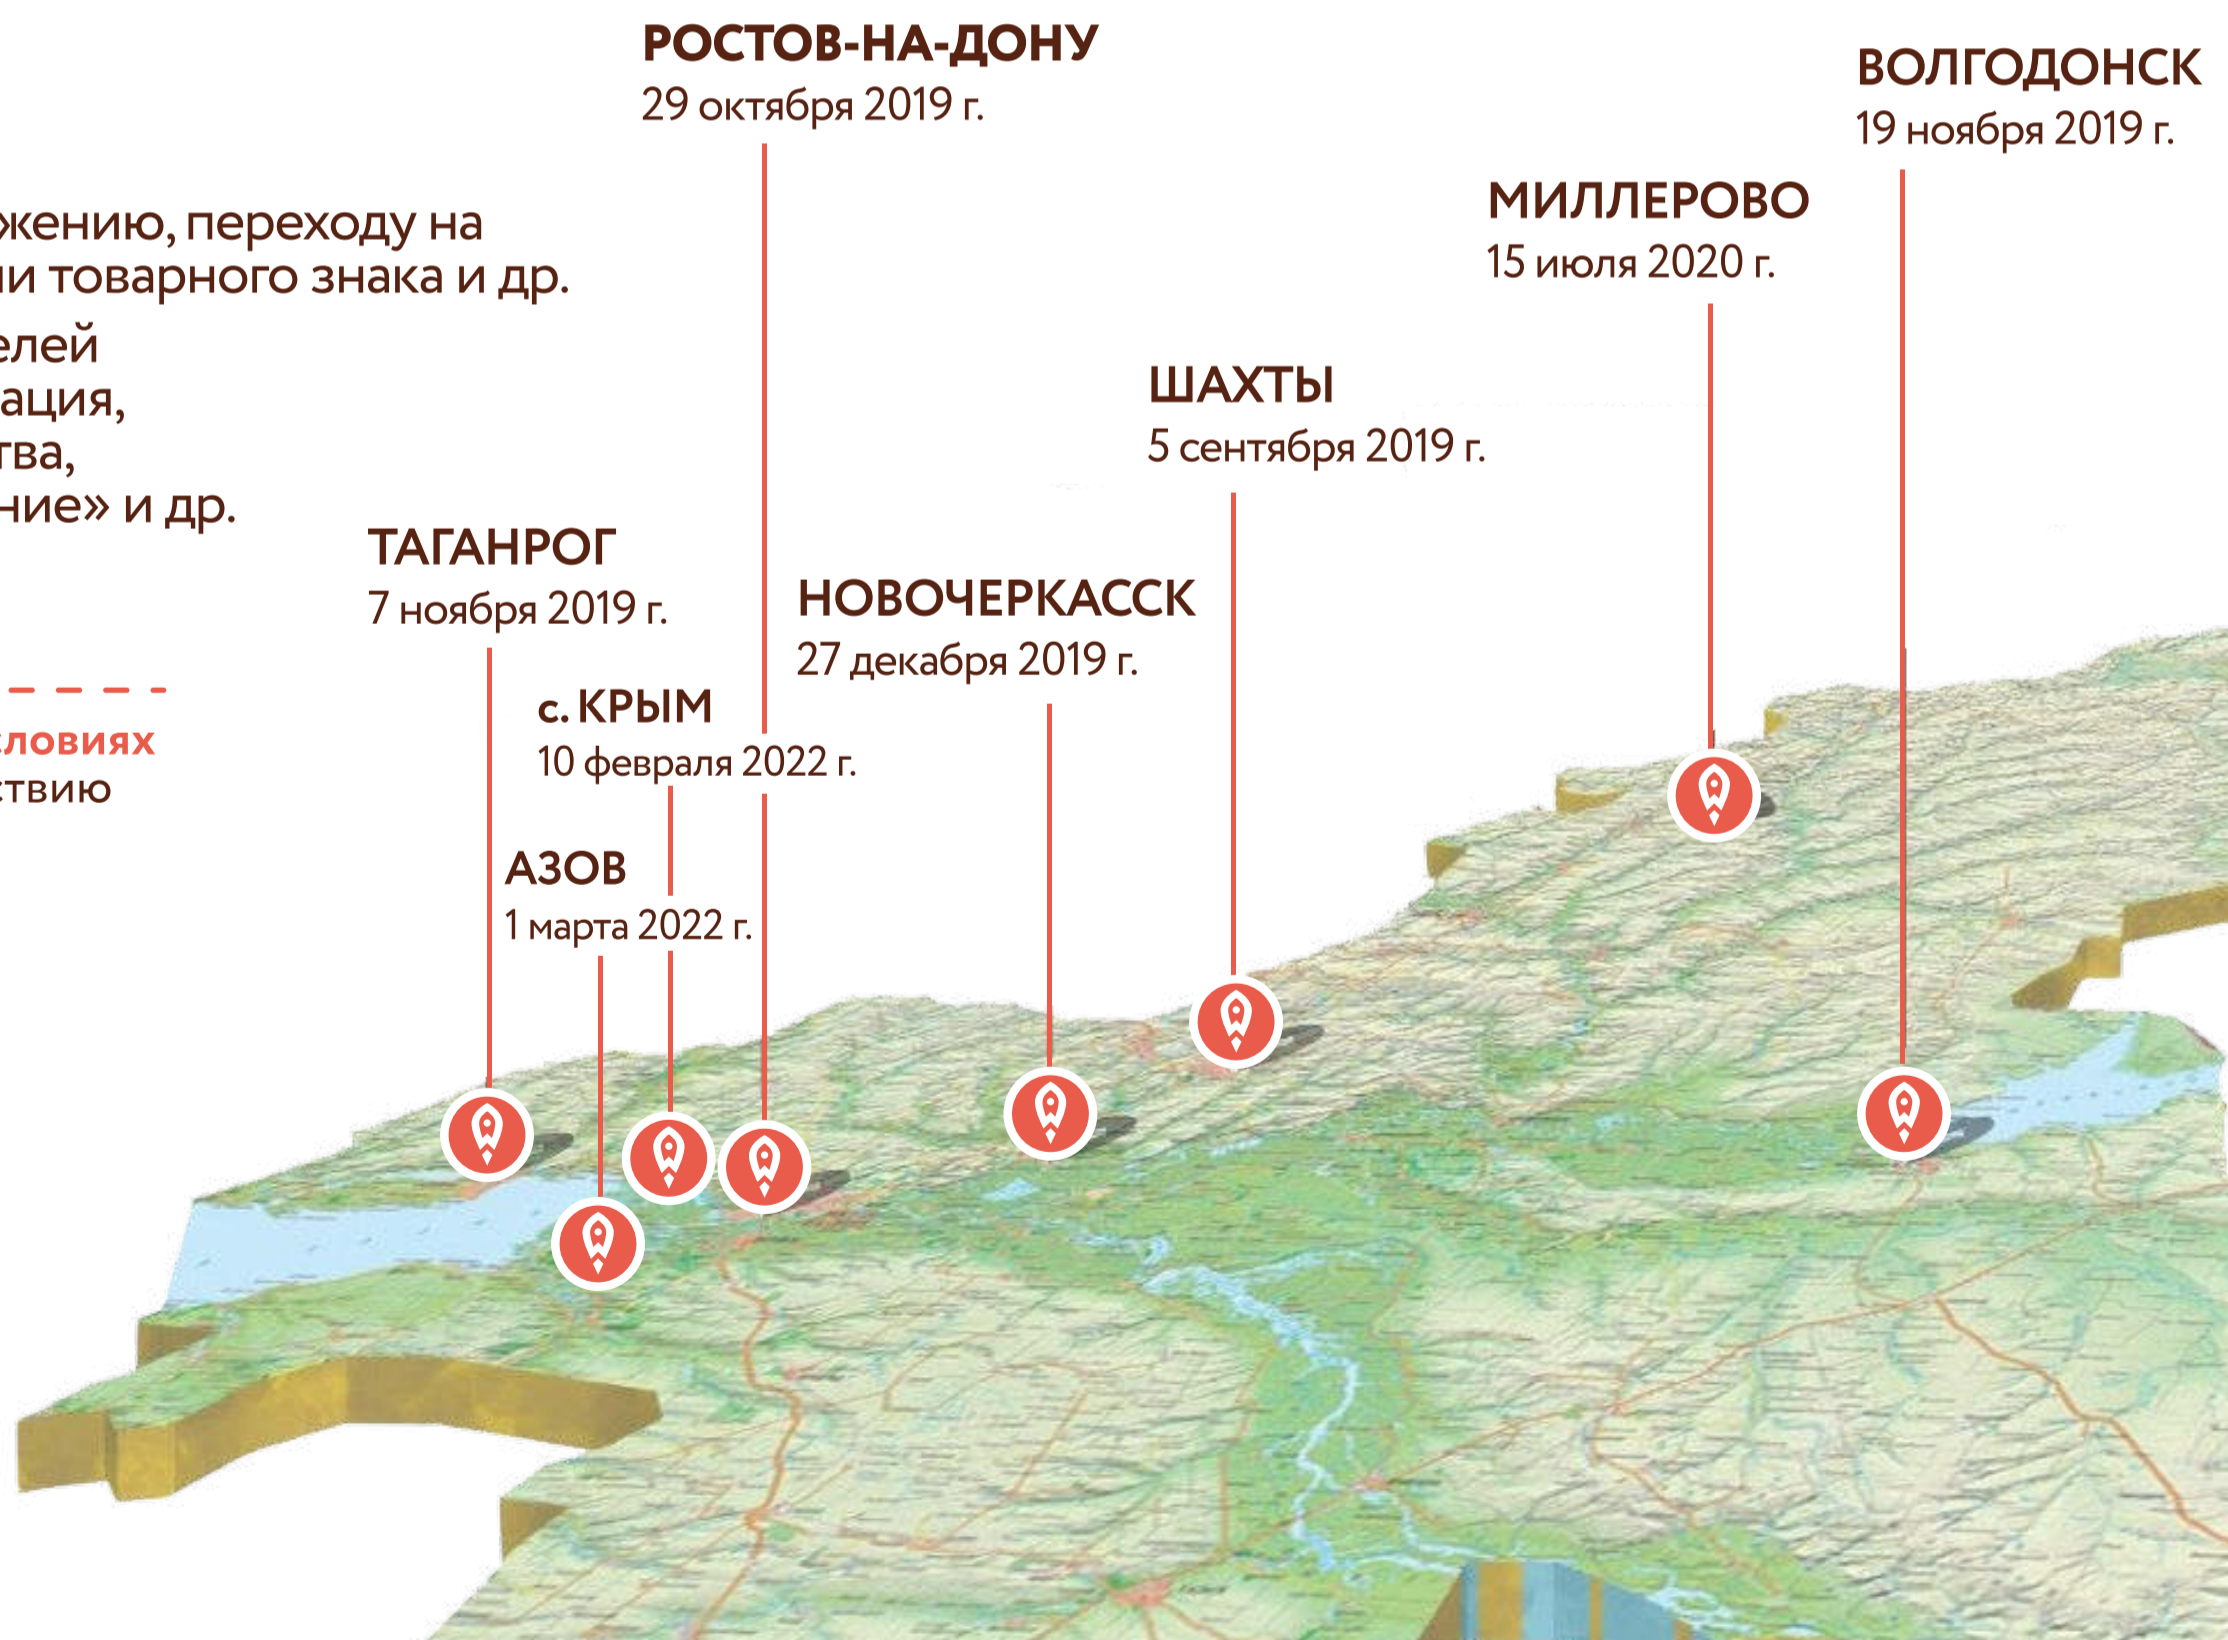 РОСТОВ-НА-ДОНУ
29 октября 2019 г.
ВОЛГОДОНСК
19 ноября 2019 г.
МИЛЛЕРОВО
15 июля 2020 г.
жению, переходу на
ии товарного знака и др.
елей
ация,
тва,
ние» и др.
ШАХТЫ
5 сентября 2019 г.
ТАГАНРОГ
7 ноября 2019 г.
НОВОЧЕРКАССК
27 декабря 2019 г.
с. КРЫМ
10 февраля 2022 г.
словиях
ствию
АЗОВ
1 марта 2022 г.